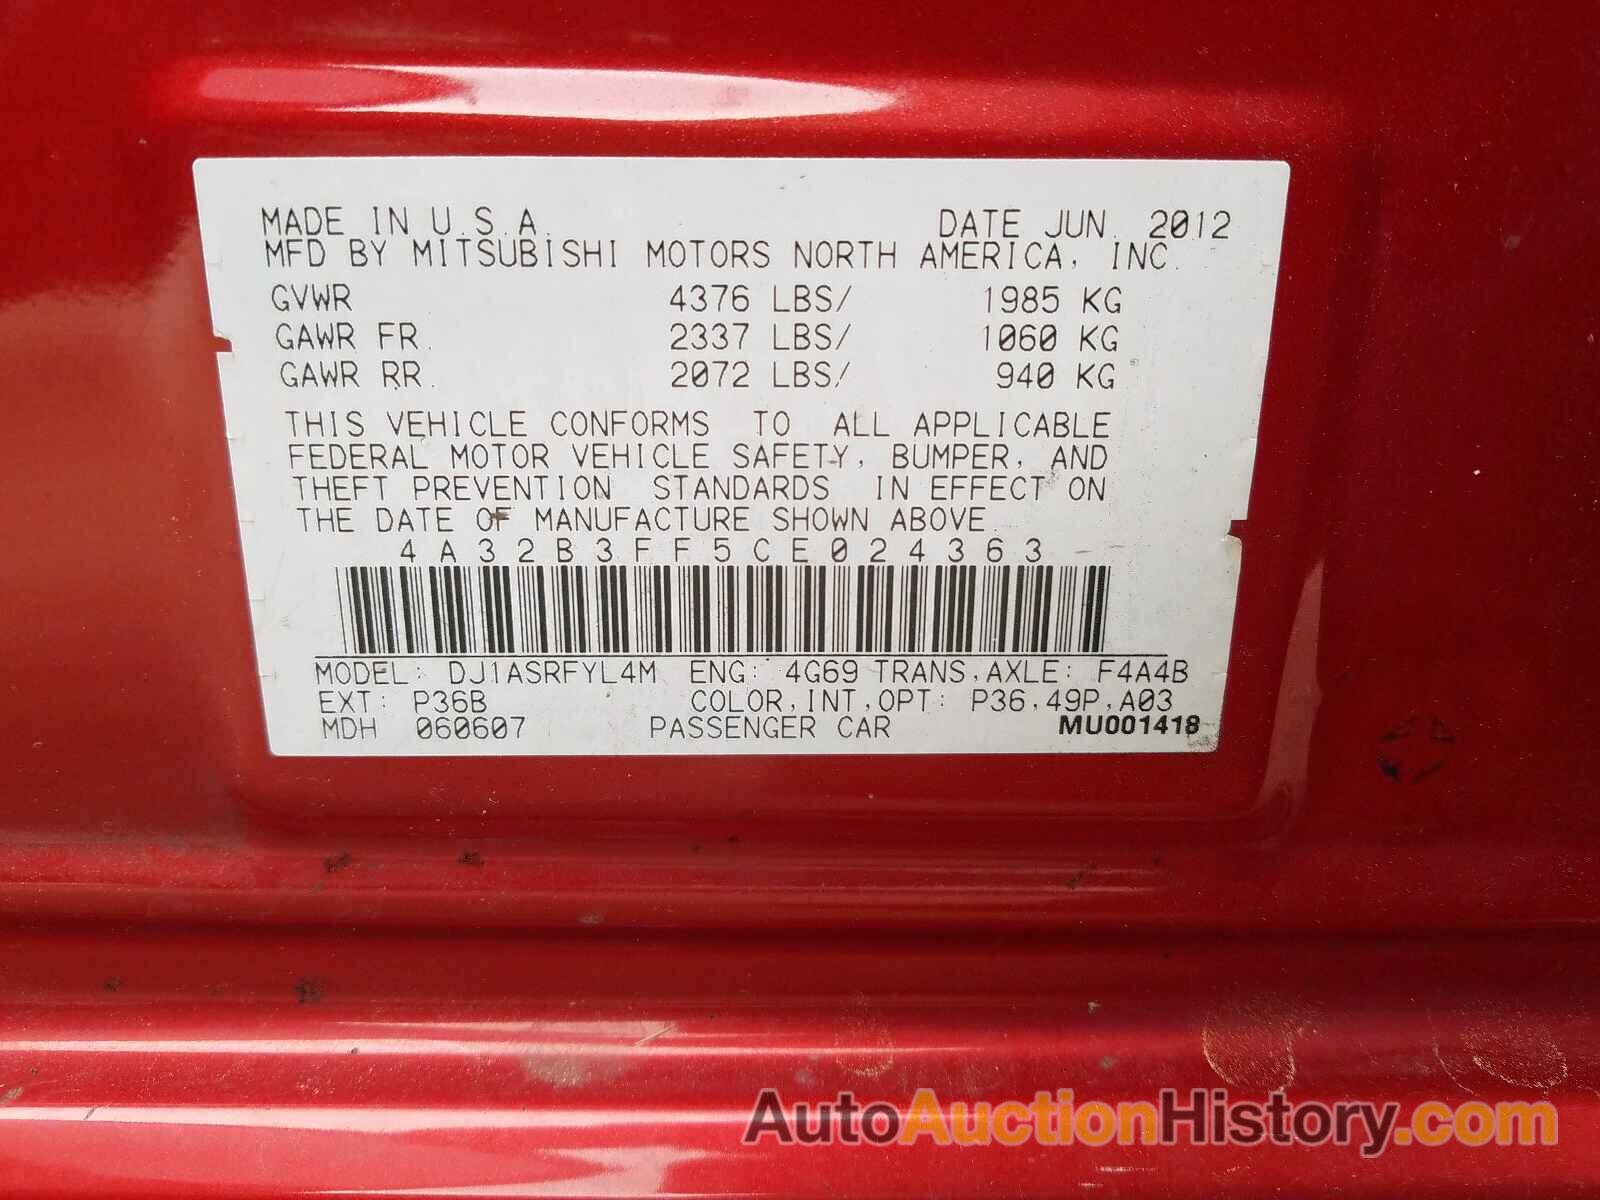 MADE IN U.S.A. DATE JUN. 2012
MFD BY MITSUBISHI MOTORS NORTH AMERICA, INC.
GVWR 4376 LBS/ 1985 KG
GAWR FR. 2337 LBS/ 1060 KG
GAWR RR. 2072 LBS/ 940 KG
THIS VEHICLE CONFORMS TO ALL APPLICABLE
FEDERAL MOTOR VEHICLE SAFETY, BUMPER, AND
THEFT PREVENTION STANDARDS IN EFFECT ON
THE DATE OF MANUFACTURE SHOWN ABOVE.
4A32B3FF5CE024363
MODEL: DJ1ASRFYL4M ENG: 4G69 TRANS,AXLE: F4A4B
EXT: P36B COLOR,INT,OPT: P36,49P,A03
MDH 060607 PASSENGER CAR MU001418
AutoAuctionHistory.com